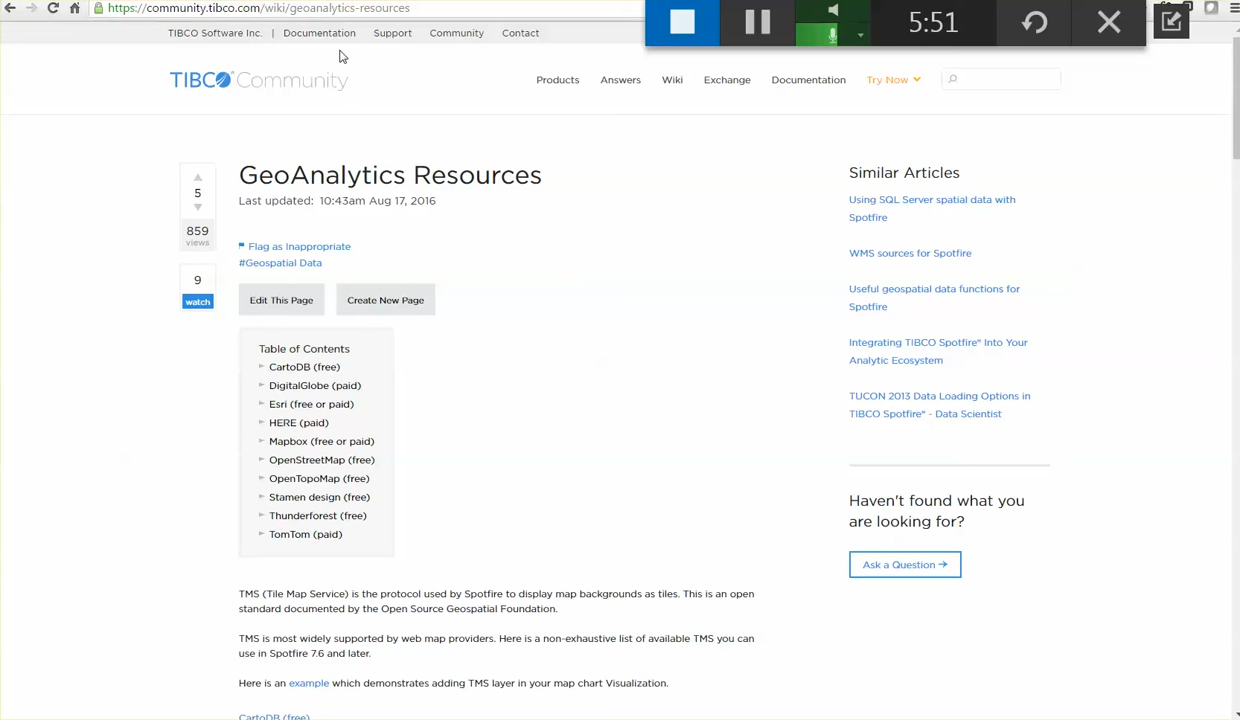 https://community.tibco.com/wiki/geoanalytics-resources
5:51
TIBCO Software Inc. | Documentation Support Community Contact
TIBCO Community
Products Answers Wiki Exchange Documentation Try Now
GeoAnalytics Resources
Last updated: 10:43am Aug 17, 2016
5
859
views
9
watch
Flag as Inappropriate
#Geospatial Data
Edit This Page Create New Page
Table of Contents
CartoDB (free)
DigitalGlobe (paid)
Esri (free or paid)
HERE (paid)
Mapbox (free or paid)
OpenStreetMap (free)
OpenTopoMap (free)
Stamen design (free)
Thunderforest (free)
TomTom (paid)
TMS (Tile Map Service) is the protocol used by Spotfire to display map backgrounds as tiles. This is an open
standard documented by the Open Source Geospatial Foundation.
TMS is most widely supported by web map providers. Here is a non-exhaustive list of available TMS you can
use in Spotfire 7.6 and later.
Here is an example which demonstrates adding TMS layer in your map chart Visualization.
CartoDB (free)
Similar Articles
Using SQL Server spatial data with
Spotfire
WMS sources for Spotfire
Useful geospatial data functions for
Spotfire
Integrating TIBCO Spotfire® Into Your
Analytic Ecosystem
TUCON 2013 Data Loading Options in
TIBCO Spotfire® - Data Scientist
Haven't found what you
are looking for?
Ask a Question →